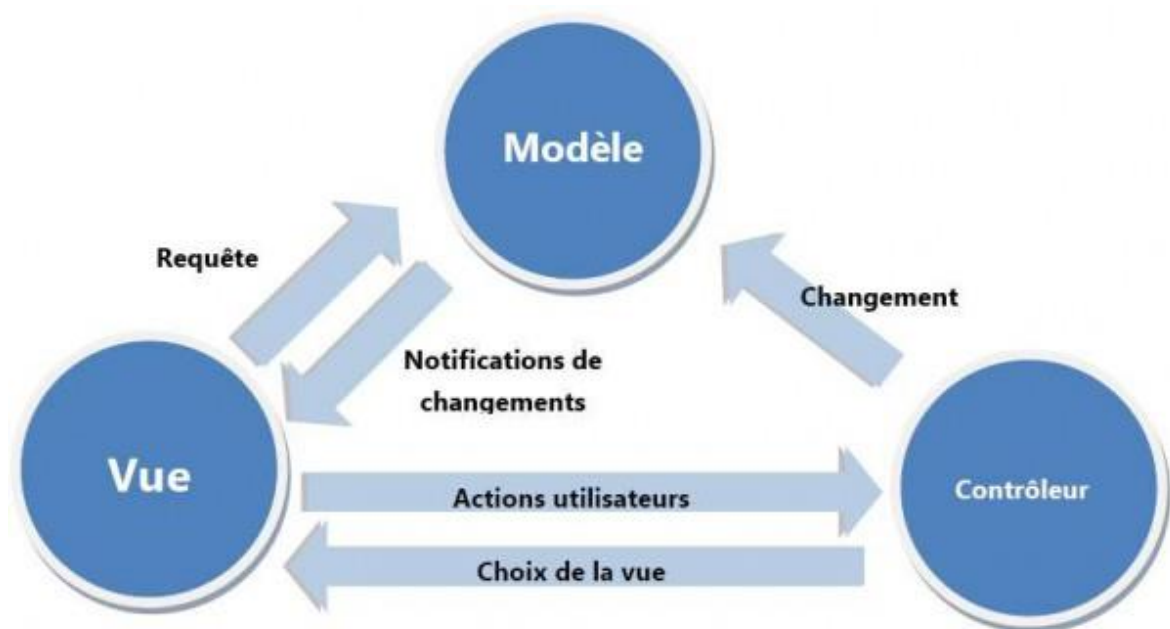 Modèle
Requête
Changement
Notifications de
changements
Vue
Contrôleur
Actions utilisateurs
Choix de la vue